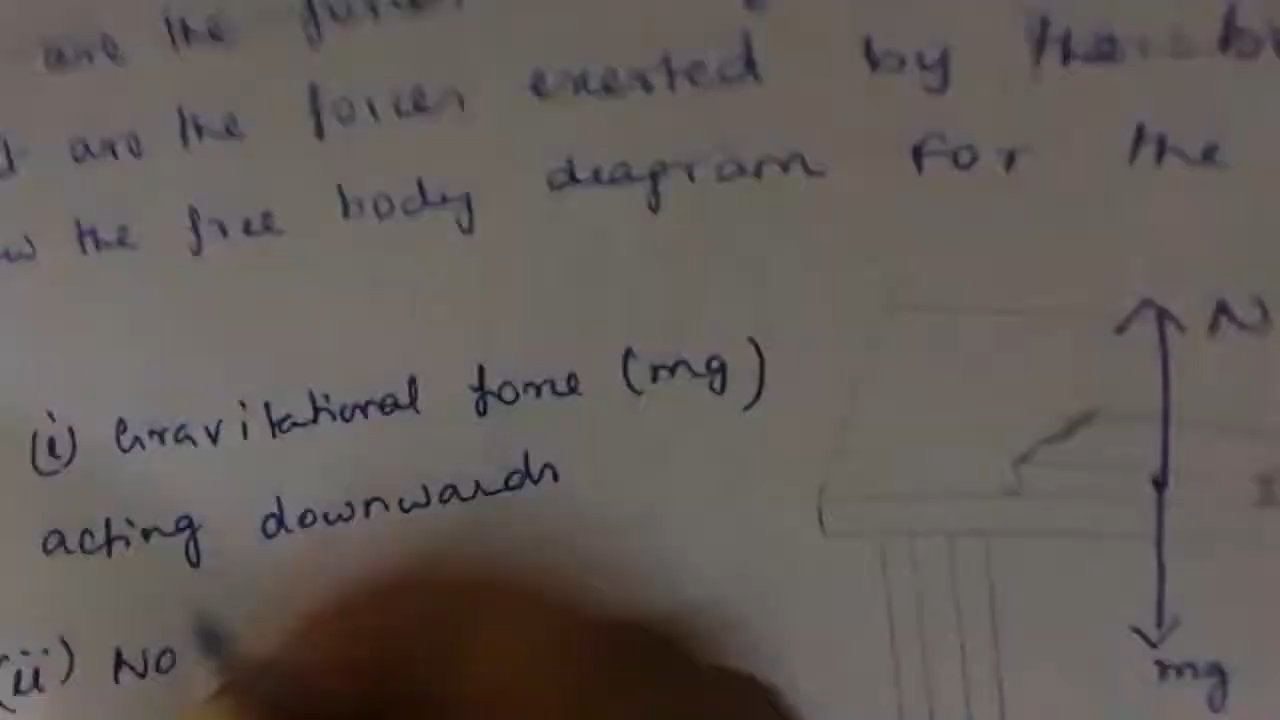 are the
are the forces exerted by the
the free body diagram For the
N
(i) Gravitational force (mg)
acting downwards
(ii) No
mg